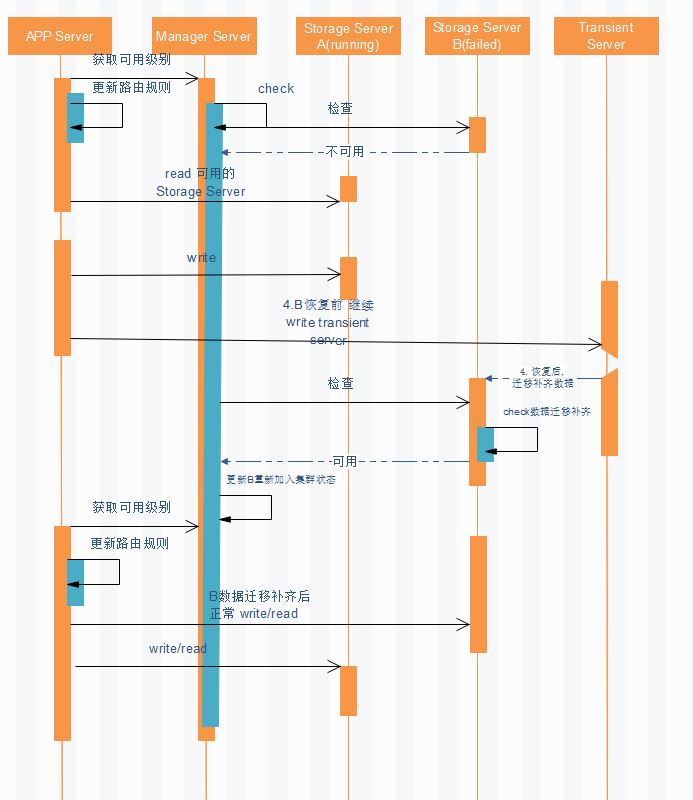 APP Server
Manager Server
Storage Server
A(running)
Storage Server
B(failed)
Transient
Server
获取可用级别
更新路由规则
check
检查
不可用
read 可用的
Storage Server
write
4.B恢复前 继续
write transient
server
4. 恢复后,
迁移补齐数据
检查
check数据迁移补齐
可用
更新B重新加入集群状态
获取可用级别
更新路由规则
B数据迁移补齐后
正常 write/read
write/read